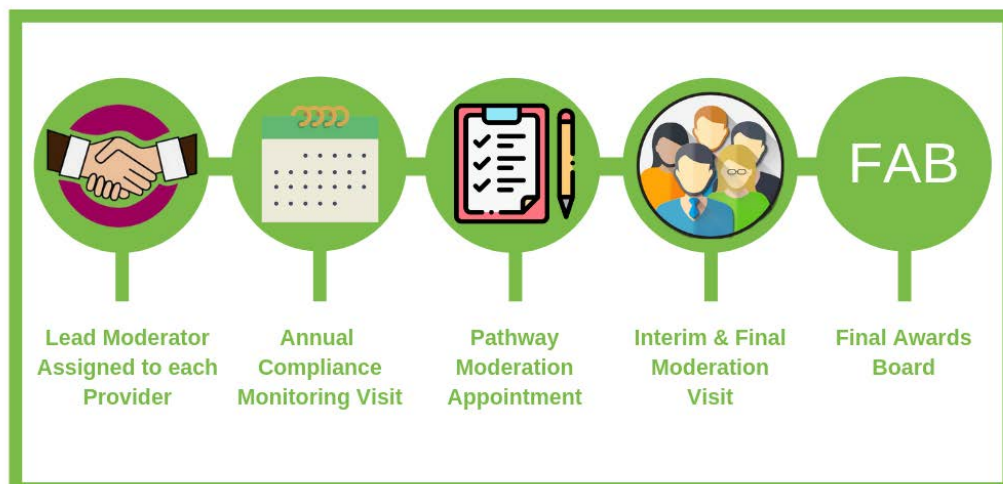 FAB
Lead Moderator
Assigned to each
Provider
Annual
Compliance
Monitoring Visit
Pathway
Moderation
Appointment
Interim & Final
Moderation
Visit
Final Awards
Board